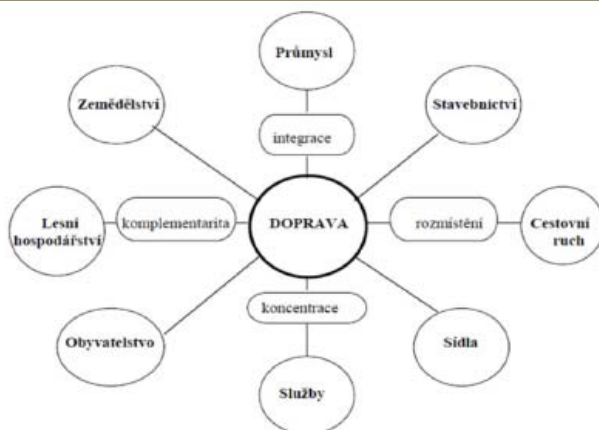 Průmysl
Zemědělství
Stavebnictví
integrace
Lesní
hospodářství
komplementarita
DOPRAVA
rozmístění
Cestovní
ruch
koncentrace
Obyvatelstvo
Sídla
Služby